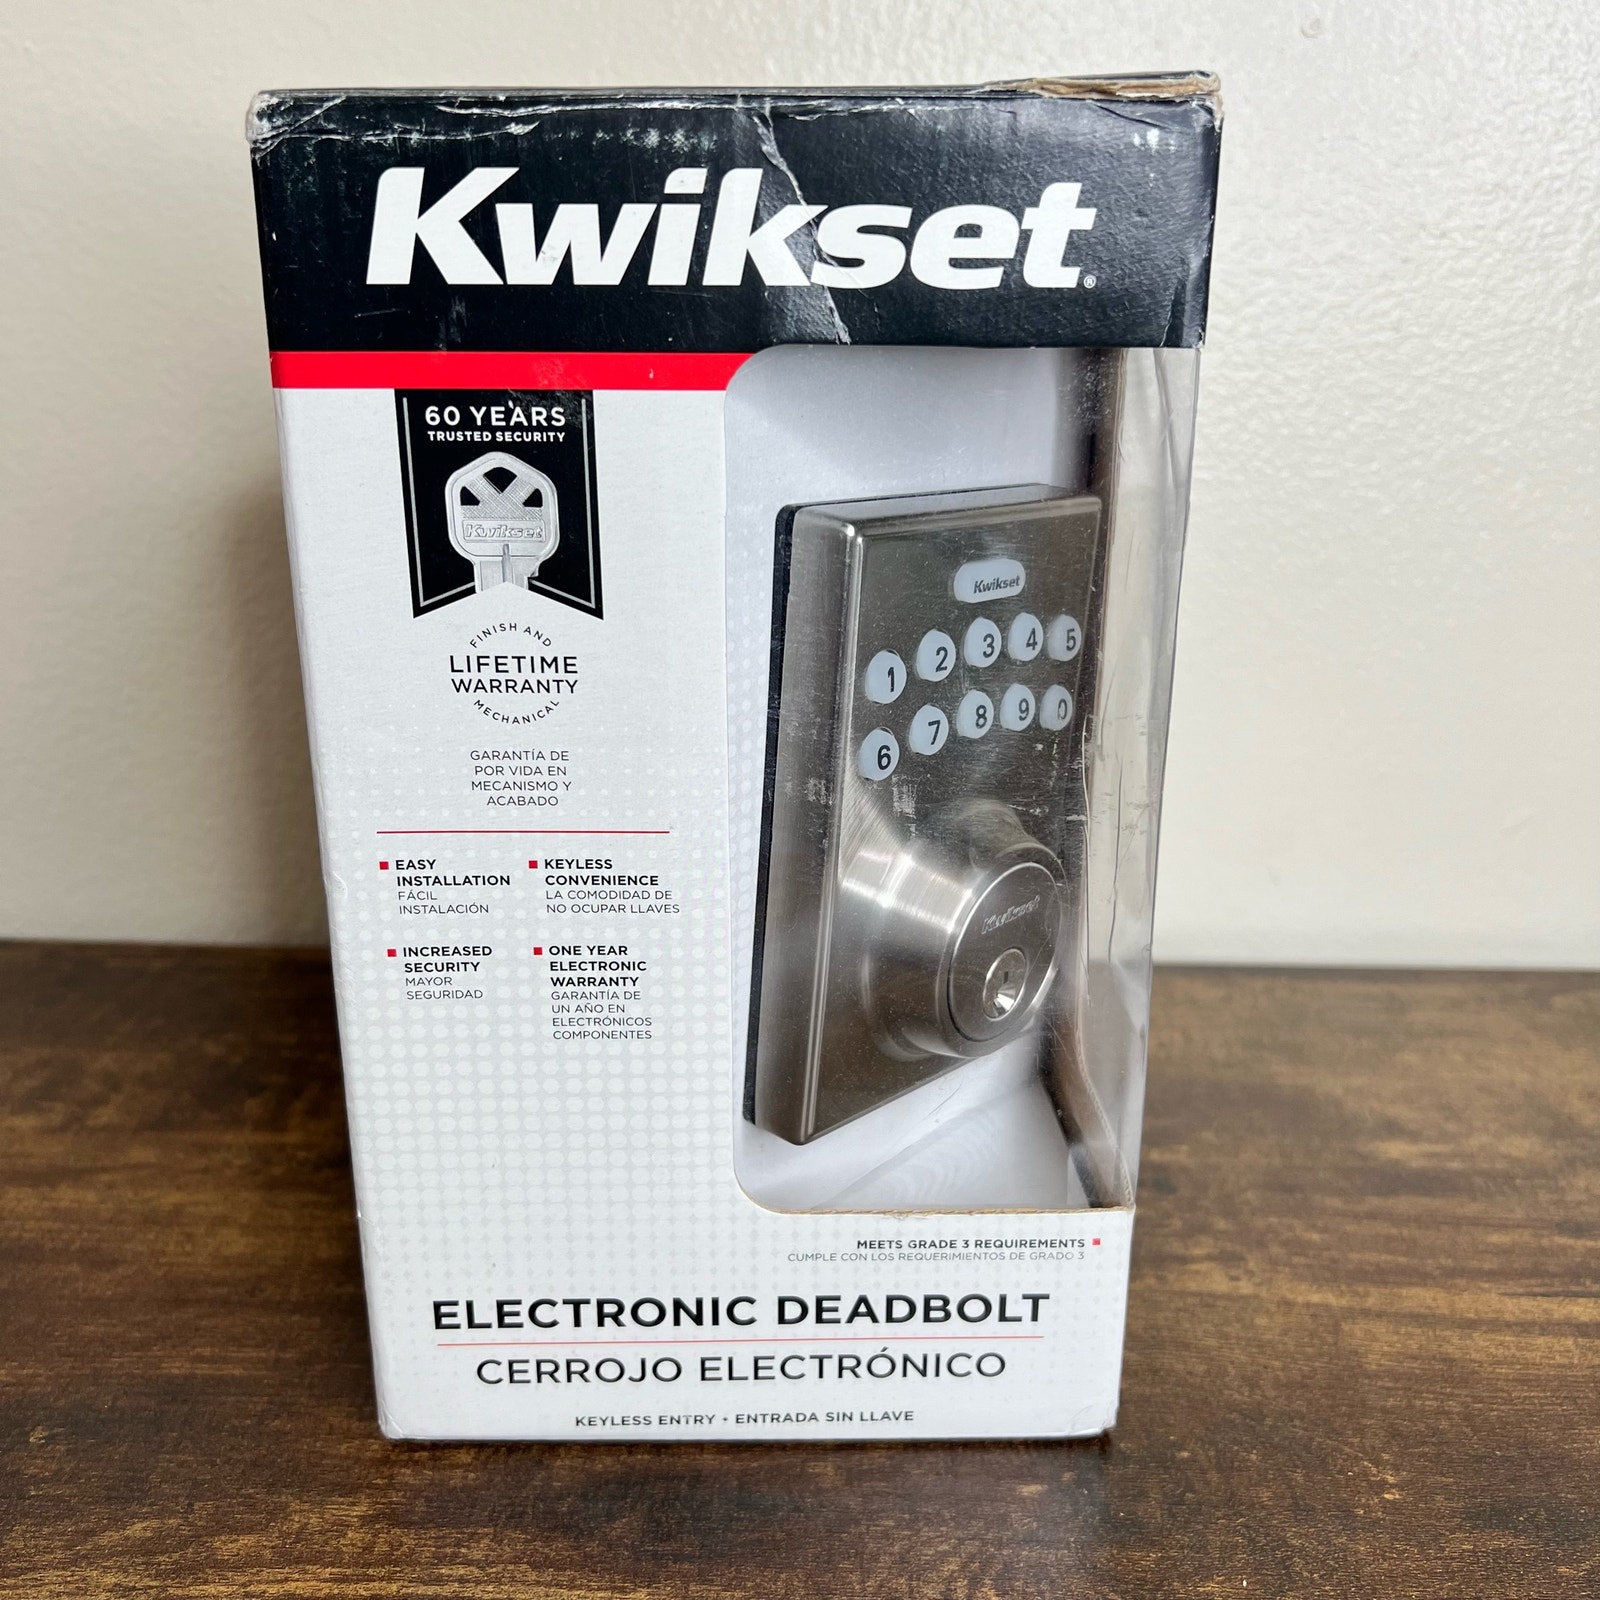 Kwikset®
60 YEARS
TRUSTED SECURITY
Kwikset
FINISH AND
LIFETIME
WARRANTY
MECHANICAL
GARANTÍA DE
POR VIDA EN
MECANISMO Y
ACABADO
EASY
INSTALLATION
FÁCIL
INSTALACIÓN
KEYLESS
CONVENIENCE
LA COMODIDAD DE
NO OCUPAR LLAVES
INCREASED
SECURITY
MAYOR
SEGURIDAD
ONE YEAR
ELECTRONIC
WARRANTY
GARANTÍA DE
UN AÑO EN
ELECTRÓNICOS
COMPONENTES
Kwikset
1 2 3 4 5
6 7 8 9 0
Kwikset
MEETS GRADE 3 REQUIREMENTS
CUMPLE CON LOS REQUERIMIENTOS DE GRADO 3
ELECTRONIC DEADBOLT
CERROJO ELECTRÓNICO
KEYLESS ENTRY • ENTRADA SIN LLAVE